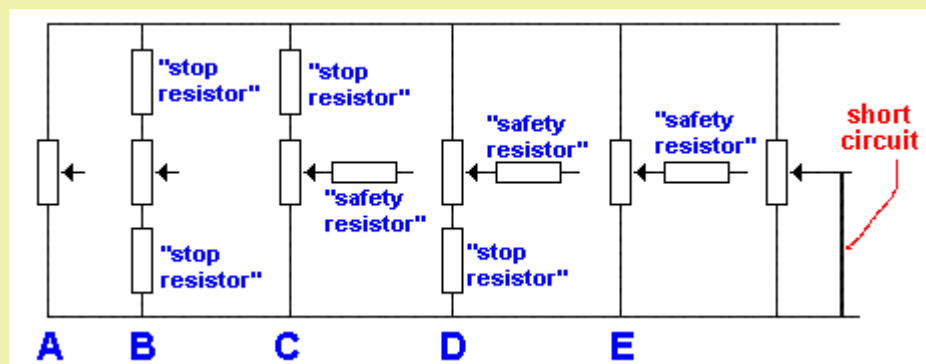 "stop
resistor"
"stop
resistor"
"safety
resistor"
"safety
resistor"
short
circuit
"safety
resistor"
"stop
resistor"
"stop
resistor"
A
B
C
D
E